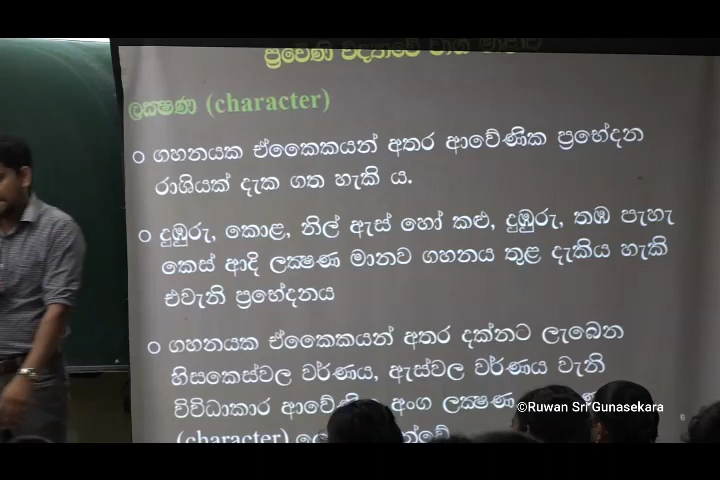 ප්‍රවේණි විද්‍යාවේ
ලක්ෂණ (character)
ගහනයක ඒකෛකයන් අතර ආවේණික ප්‍රභේදන
රාශියක් දැක ගත හැකි ය.
දුඹුරු, කොළ, නිල් ඇස් හෝ කළු, දුඹුරු, තඹ පැහැ
කෙස් ආදි ලක්ෂණ මානව ගහනය තුළ දැකිය හැකි
එවැනි ප්‍රභේදනය
ගහනයක ඒකෛකයන් අතර දක්නට ලැබෙන
හිසකෙස්වල වර්ණය, ඇස්වල වර්ණය වැනි
විවිධාකාර අංග ලක්ෂණ
(character)
©Ruwan Sri Gunasekara
6